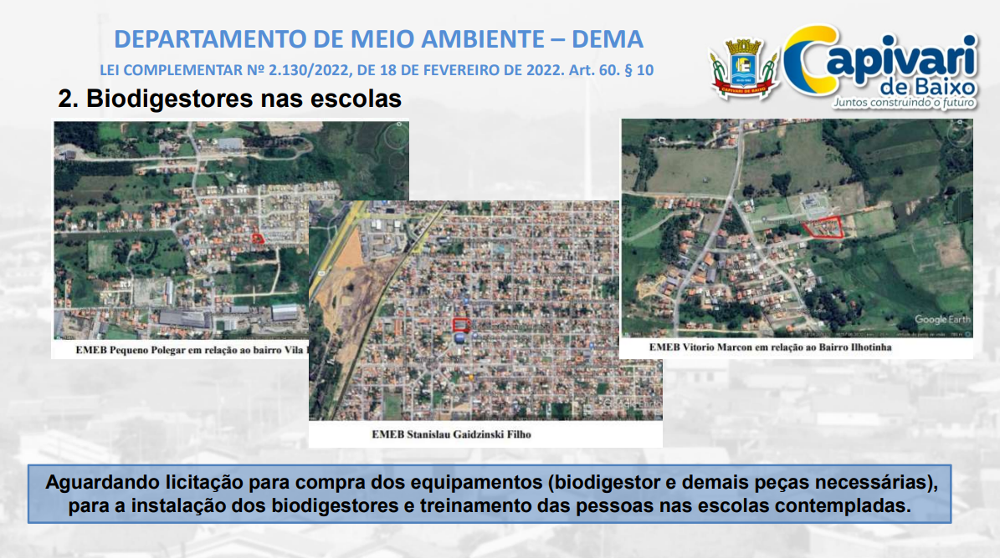 DEPARTAMENTO DE MEIO AMBIENTE – DEMA
LEI COMPLEMENTAR Nº 2.130/2022, DE 18 DE FEVEREIRO DE 2022. Art. 60. § 10
CAPIVARI DE BAIXO
Capivari
de Baixo
Juntos construindo o futuro
2. Biodigestores nas escolas
EMEB Pequeno Polegar em relação ao bairro Vila
EMEB Stanislau Gaidzinski Filho
Google Earth
EMEB Vitorio Marcon em relação ao Bairro Ilhotinha
Aguardando licitação para compra dos equipamentos (biodigestor e demais peças necessárias),
para a instalação dos biodigestores e treinamento das pessoas nas escolas contempladas.